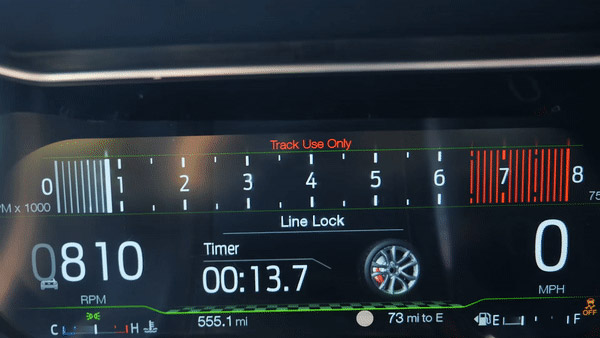 Track Use Only
0 1 2 3 4 5 6 7 8
PM x 1000
75
Line Lock
Timer
00:13.7
0810
RPM
0
MPH
OFF
C H
555.1 mi
73 mi to E
E F